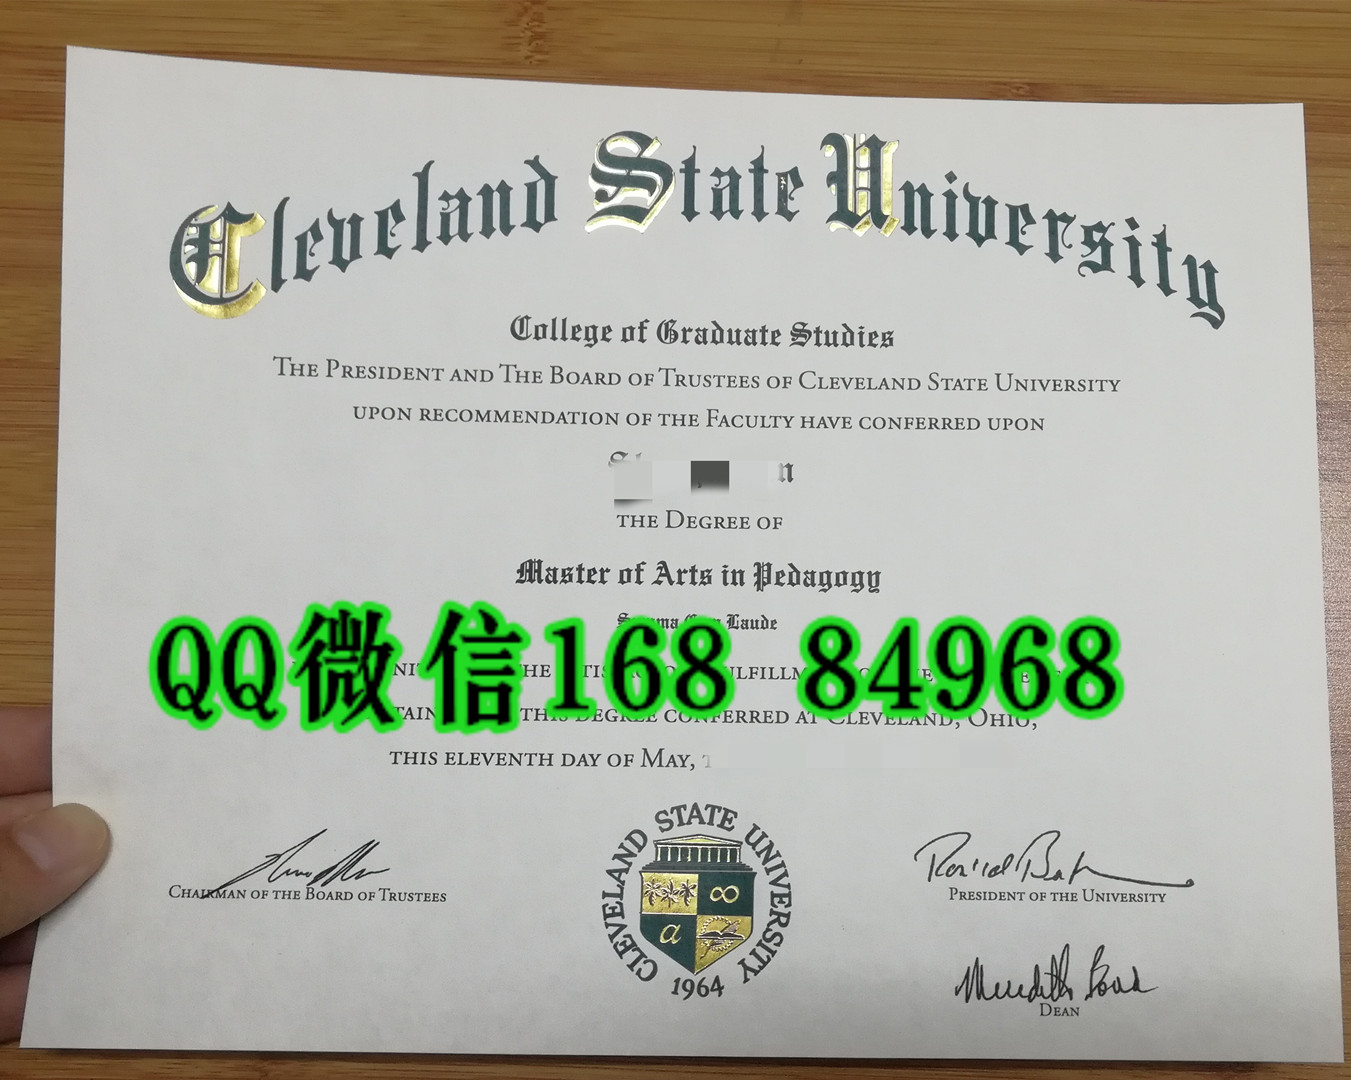 Cleveland State University
College of Graduate Studies
THE PRESIDENT AND THE BOARD OF TRUSTEES OF CLEVELAND STATE UNIVERSITY
UPON RECOMMENDATION OF THE FACULTY HAVE CONFERRED UPON
THE DEGREE OF
Master of Arts in Pedagogy
Laude
QQ微信168 84968
THIS DEGREE CONFERRED AT CLEVELAND, OHIO,
THIS ELEVENTH DAY OF MAY,
CHAIRMAN OF THE BOARD OF TRUSTEES
CLEVELAND STATE UNIVERSITY
1964
PRESIDENT OF THE UNIVERSITY
DEAN